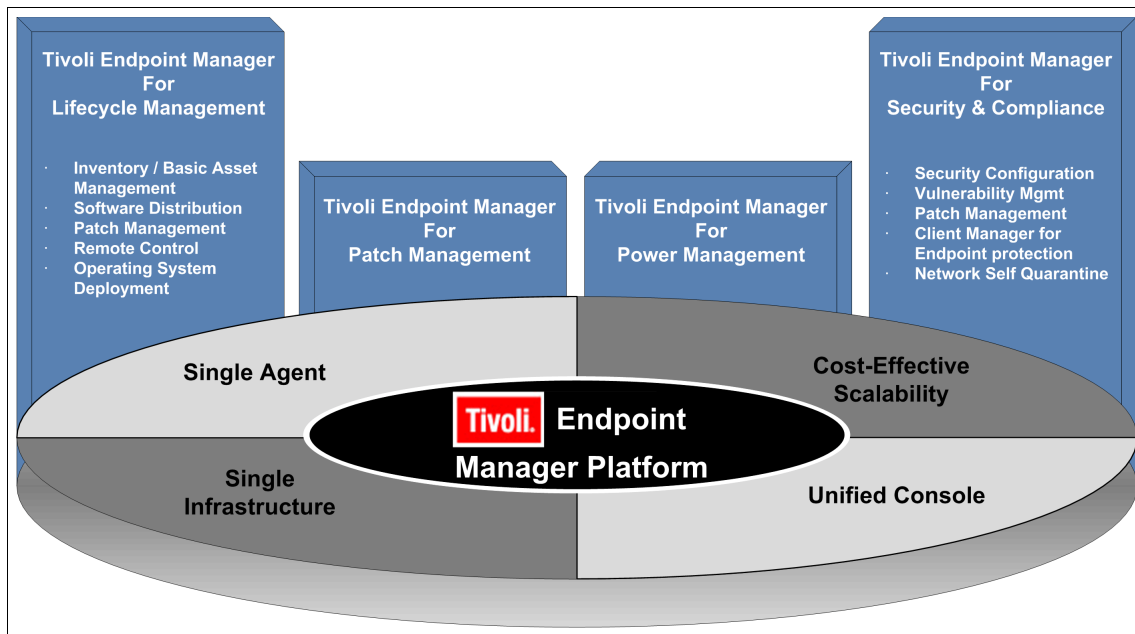 Tivoli Endpoint Manager
For
Lifecycle Management
· Inventory / Basic Asset
Management
· Software Distribution
· Patch Management
· Remote Control
· Operating System
Deployment
Tivoli Endpoint Manager
For
Patch Management
Tivoli Endpoint Manager
For
Power Management
Tivoli Endpoint Manager
For
Security & Compliance
· Security Configuration
· Vulnerability Mgmt
· Patch Management
· Client Manager for
Endpoint protection
· Network Self Quarantine
Single Agent
Cost-Effective
Scalability
Tivoli. Endpoint
Manager Platform
Single
Infrastructure
Unified Console